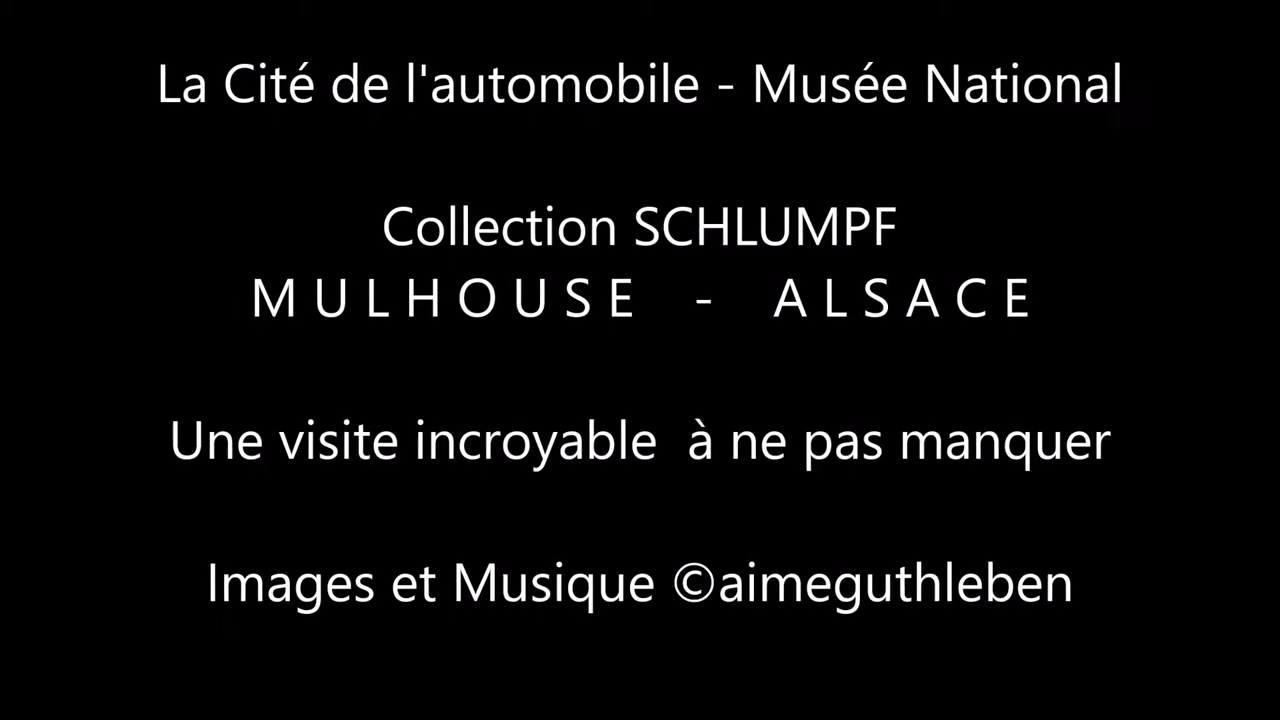 La Cité de l'automobile - Musée National
Collection SCHLUMPF
M U L H O U S E - A L S A C E
Une visite incroyable à ne pas manquer
Images et Musique ©aimeguthleben